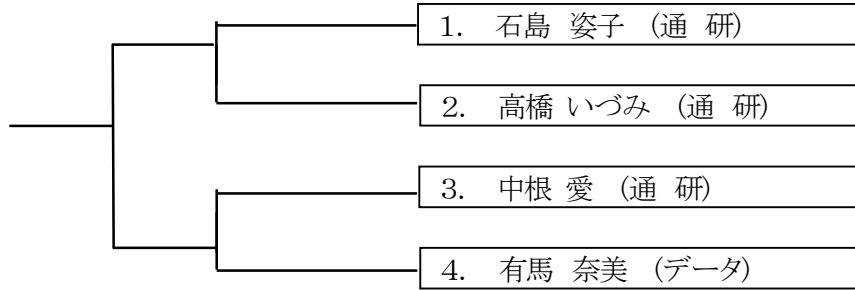 1. 石島 姿子 (通 研)
2. 高橋 いづみ (通 研)
3. 中根 愛 (通 研)
4. 有馬 奈美 (データ)